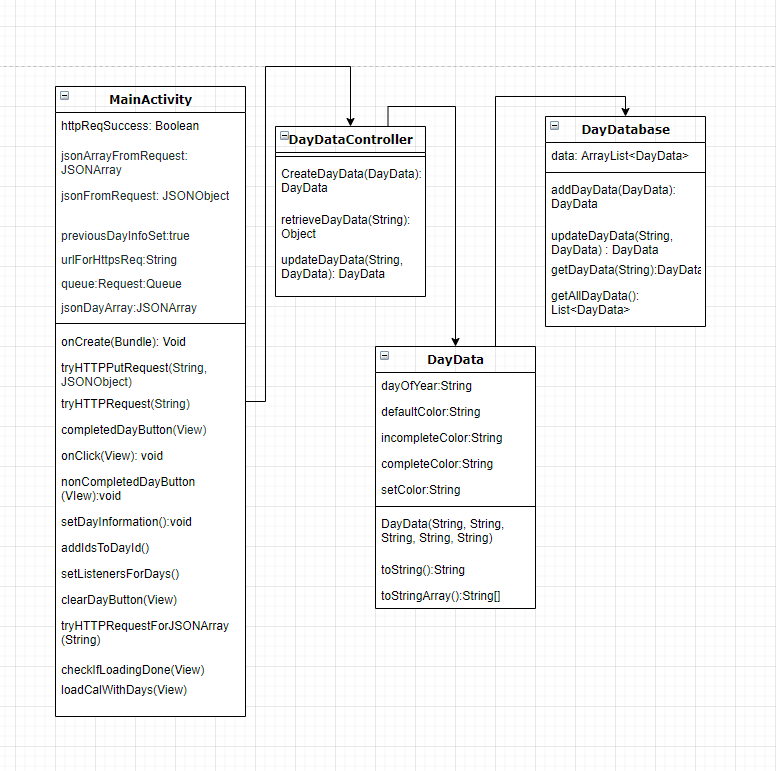 MainActivity
httpReqSuccess: Boolean
jsonArrayFromRequest:
JSONArray
jsonFromRequest: JSONObject
previousDayInfoSet:true
urlForHttpsReq:String
queue:Request:Queue
jsonDayArray:JSONArray
onCreate(Bundle): Void
tryHTTPPutRequest(String,
JSONObject)
tryHTTPRequest(String)
completedDayButton(View)
onClick(View): void
nonCompletedDayButton
(VIew):void
setDayInformation():void
addIdsToDayId()
setListenersForDays()
clearDayButton(View)
tryHTTPRequestForJSONArray
(String)
checkIfLoadingDone(View)
loadCalWithDays(View)
DayDataController
CreateDayData(DayData):
DayData
retrieveDayData(String):
Object
updateDayData(String,
DayData): DayData
DayData
dayOfYear:String
defaultColor:String
incompleteColor:String
completeColor:String
setColor:String
DayData(String, String,
String, String, String)
toString():String
toStringArray():String[]
DayDatabase
data: ArrayList<DayData>
addDayData(DayData):
DayData
updateDayData(String,
DayData) : DayData
getDayData(String):DayData
getAllDayData():
List<DayData>